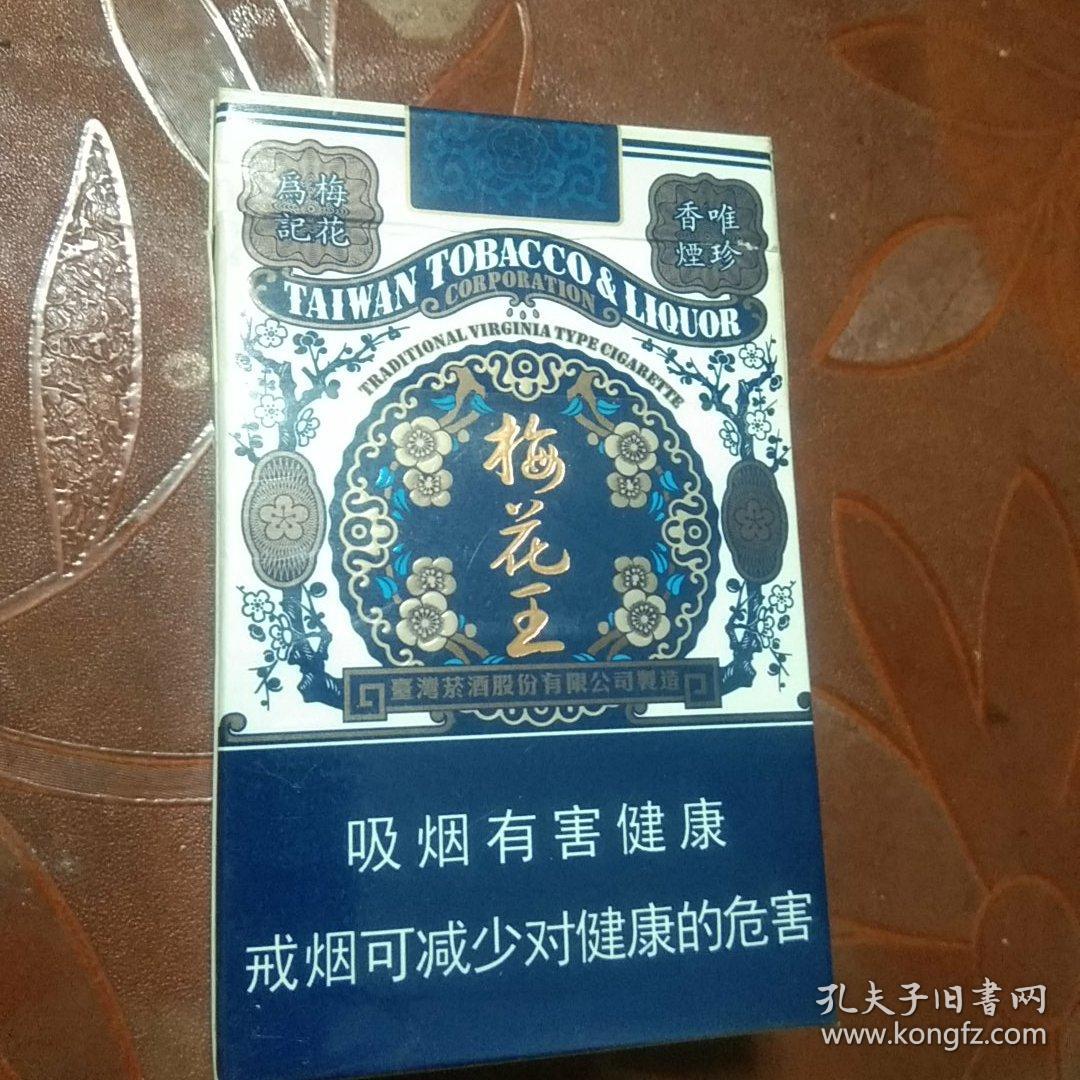 梅花
爲記
唯珍
香煙
TAIWAN TOBACCO & LIQUOR
CORPORATION
TRADITIONAL VIRGINIA TYPE CIGARETTE
梅花王
臺灣菸酒股份有限公司製造
吸烟有害健康
戒烟可减少对健康的危害
孔夫子旧書网
www.kongfz.com